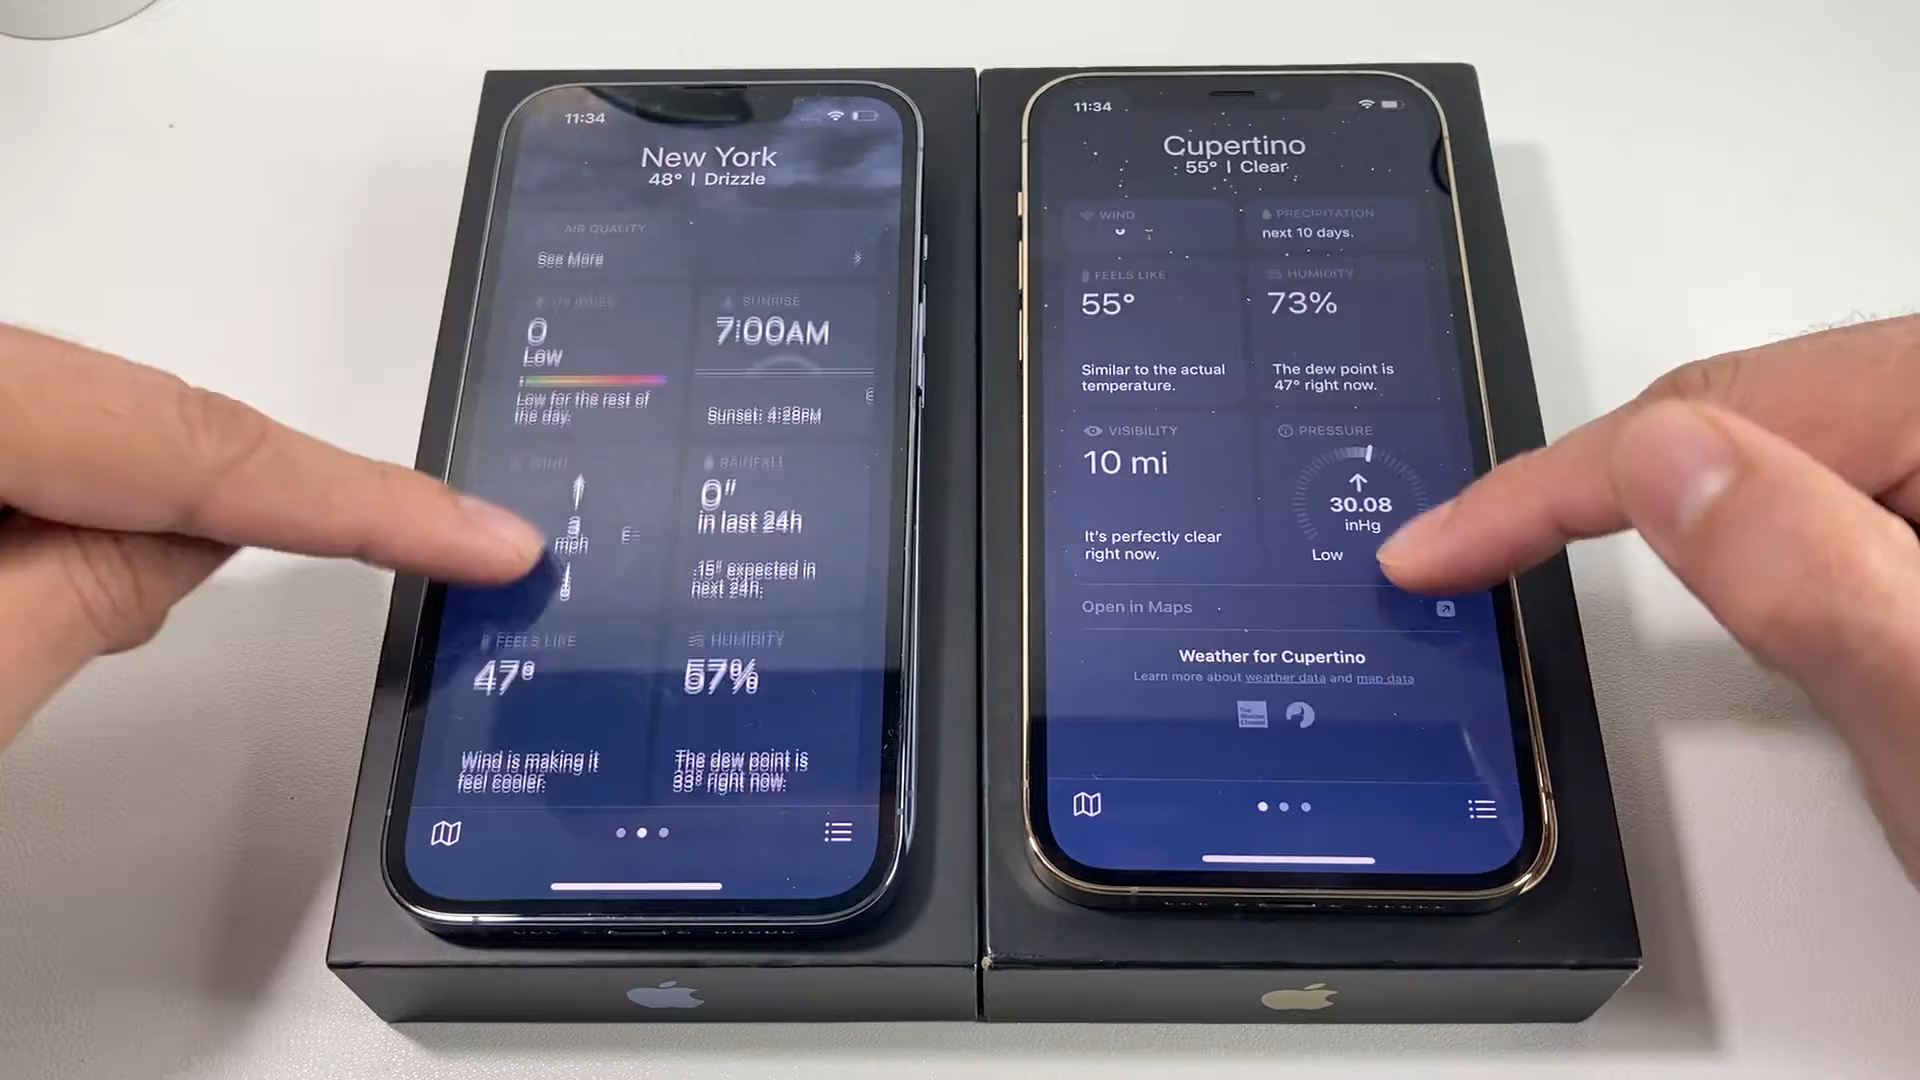 11:34
New York
48° | Drizzle
AIR QUALITY
See More
0
Low
Low for the rest of
the day.
SUNRISE
7:00AM
Sunset: 4:28PM
WIND
mph
E
RAINFALL
0"
in last 24h
.15" expected in
next 24h.
FEELS LIKE
47°
Wind is making it
feel cooler.
HUMIDITY
57%
The dew point is
33° right now.
11:34
Cupertino
55° | Clear
WIND
PRECIPITATION
next 10 days.
FEELS LIKE
55°
Similar to the actual
temperature.
HUMIDITY
73%
The dew point is
47° right now.
VISIBILITY
10 mi
It's perfectly clear
right now.
PRESSURE
30.08
inHg
Low
Open in Maps
Weather for Cupertino
Learn more about weather data and map data
The
Weather
Channel